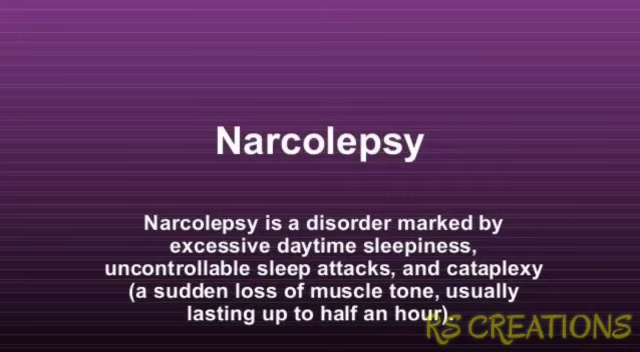 Narcolepsy
Narcolepsy is a disorder marked by
excessive daytime sleepiness,
uncontrollable sleep attacks, and cataplexy
(a sudden loss of muscle tone, usually
lasting up to half an hour).
RS CREATIONS